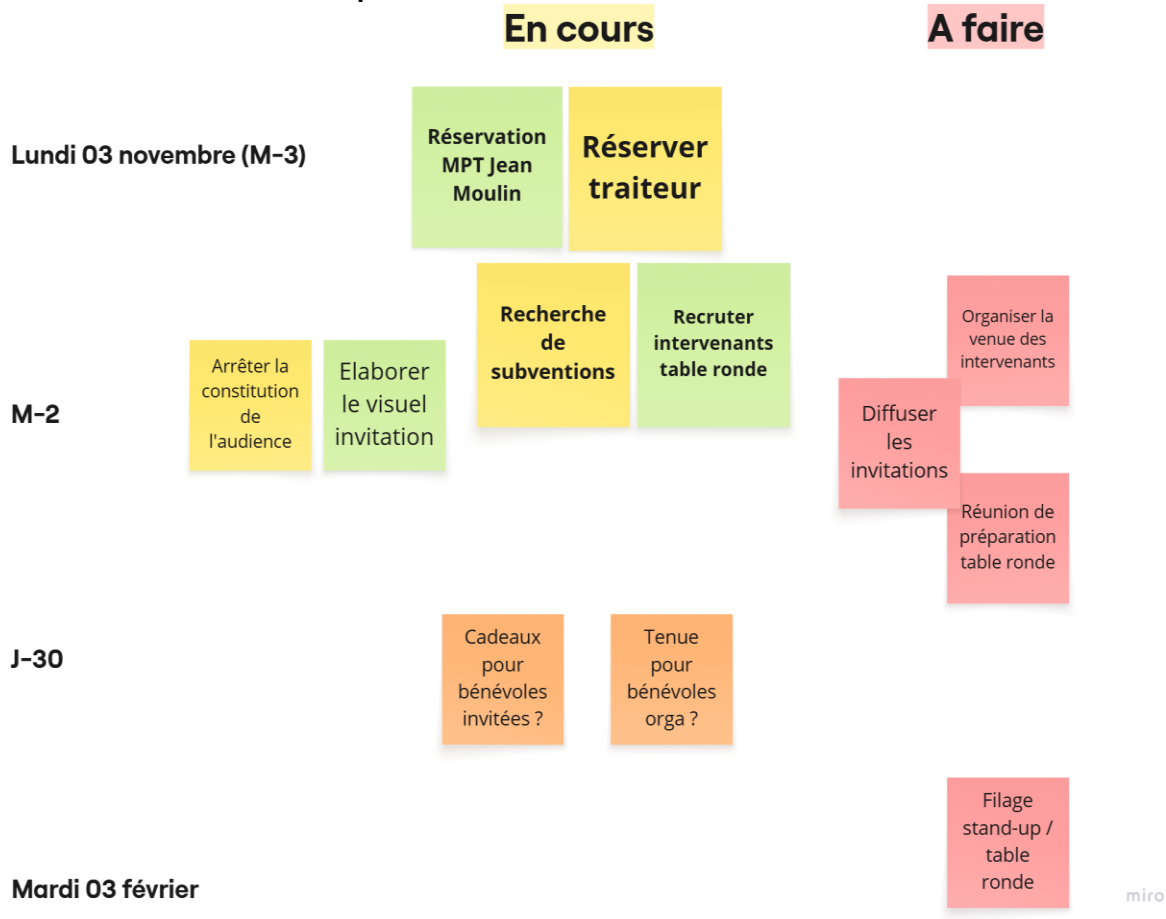 En cours
A faire
Lundi 03 novembre (M-3)
Réservation
MPT Jean
Moulin
Réserver
traiteur
M-2
Arrêter la
constitution
de
l'audience
Elaborer
le visuel
invitation
Recherche
de
subventions
Recruter
intervenants
table ronde
Organiser la
venue des
intervenants
Diffuser
les
invitations
Réunion de
préparation
table ronde
J-30
Cadeaux
pour
bénévoles
invitées ?
Tenue
pour
bénévoles
orga ?
Filage
stand-up /
table
ronde
Mardi 03 février
miro